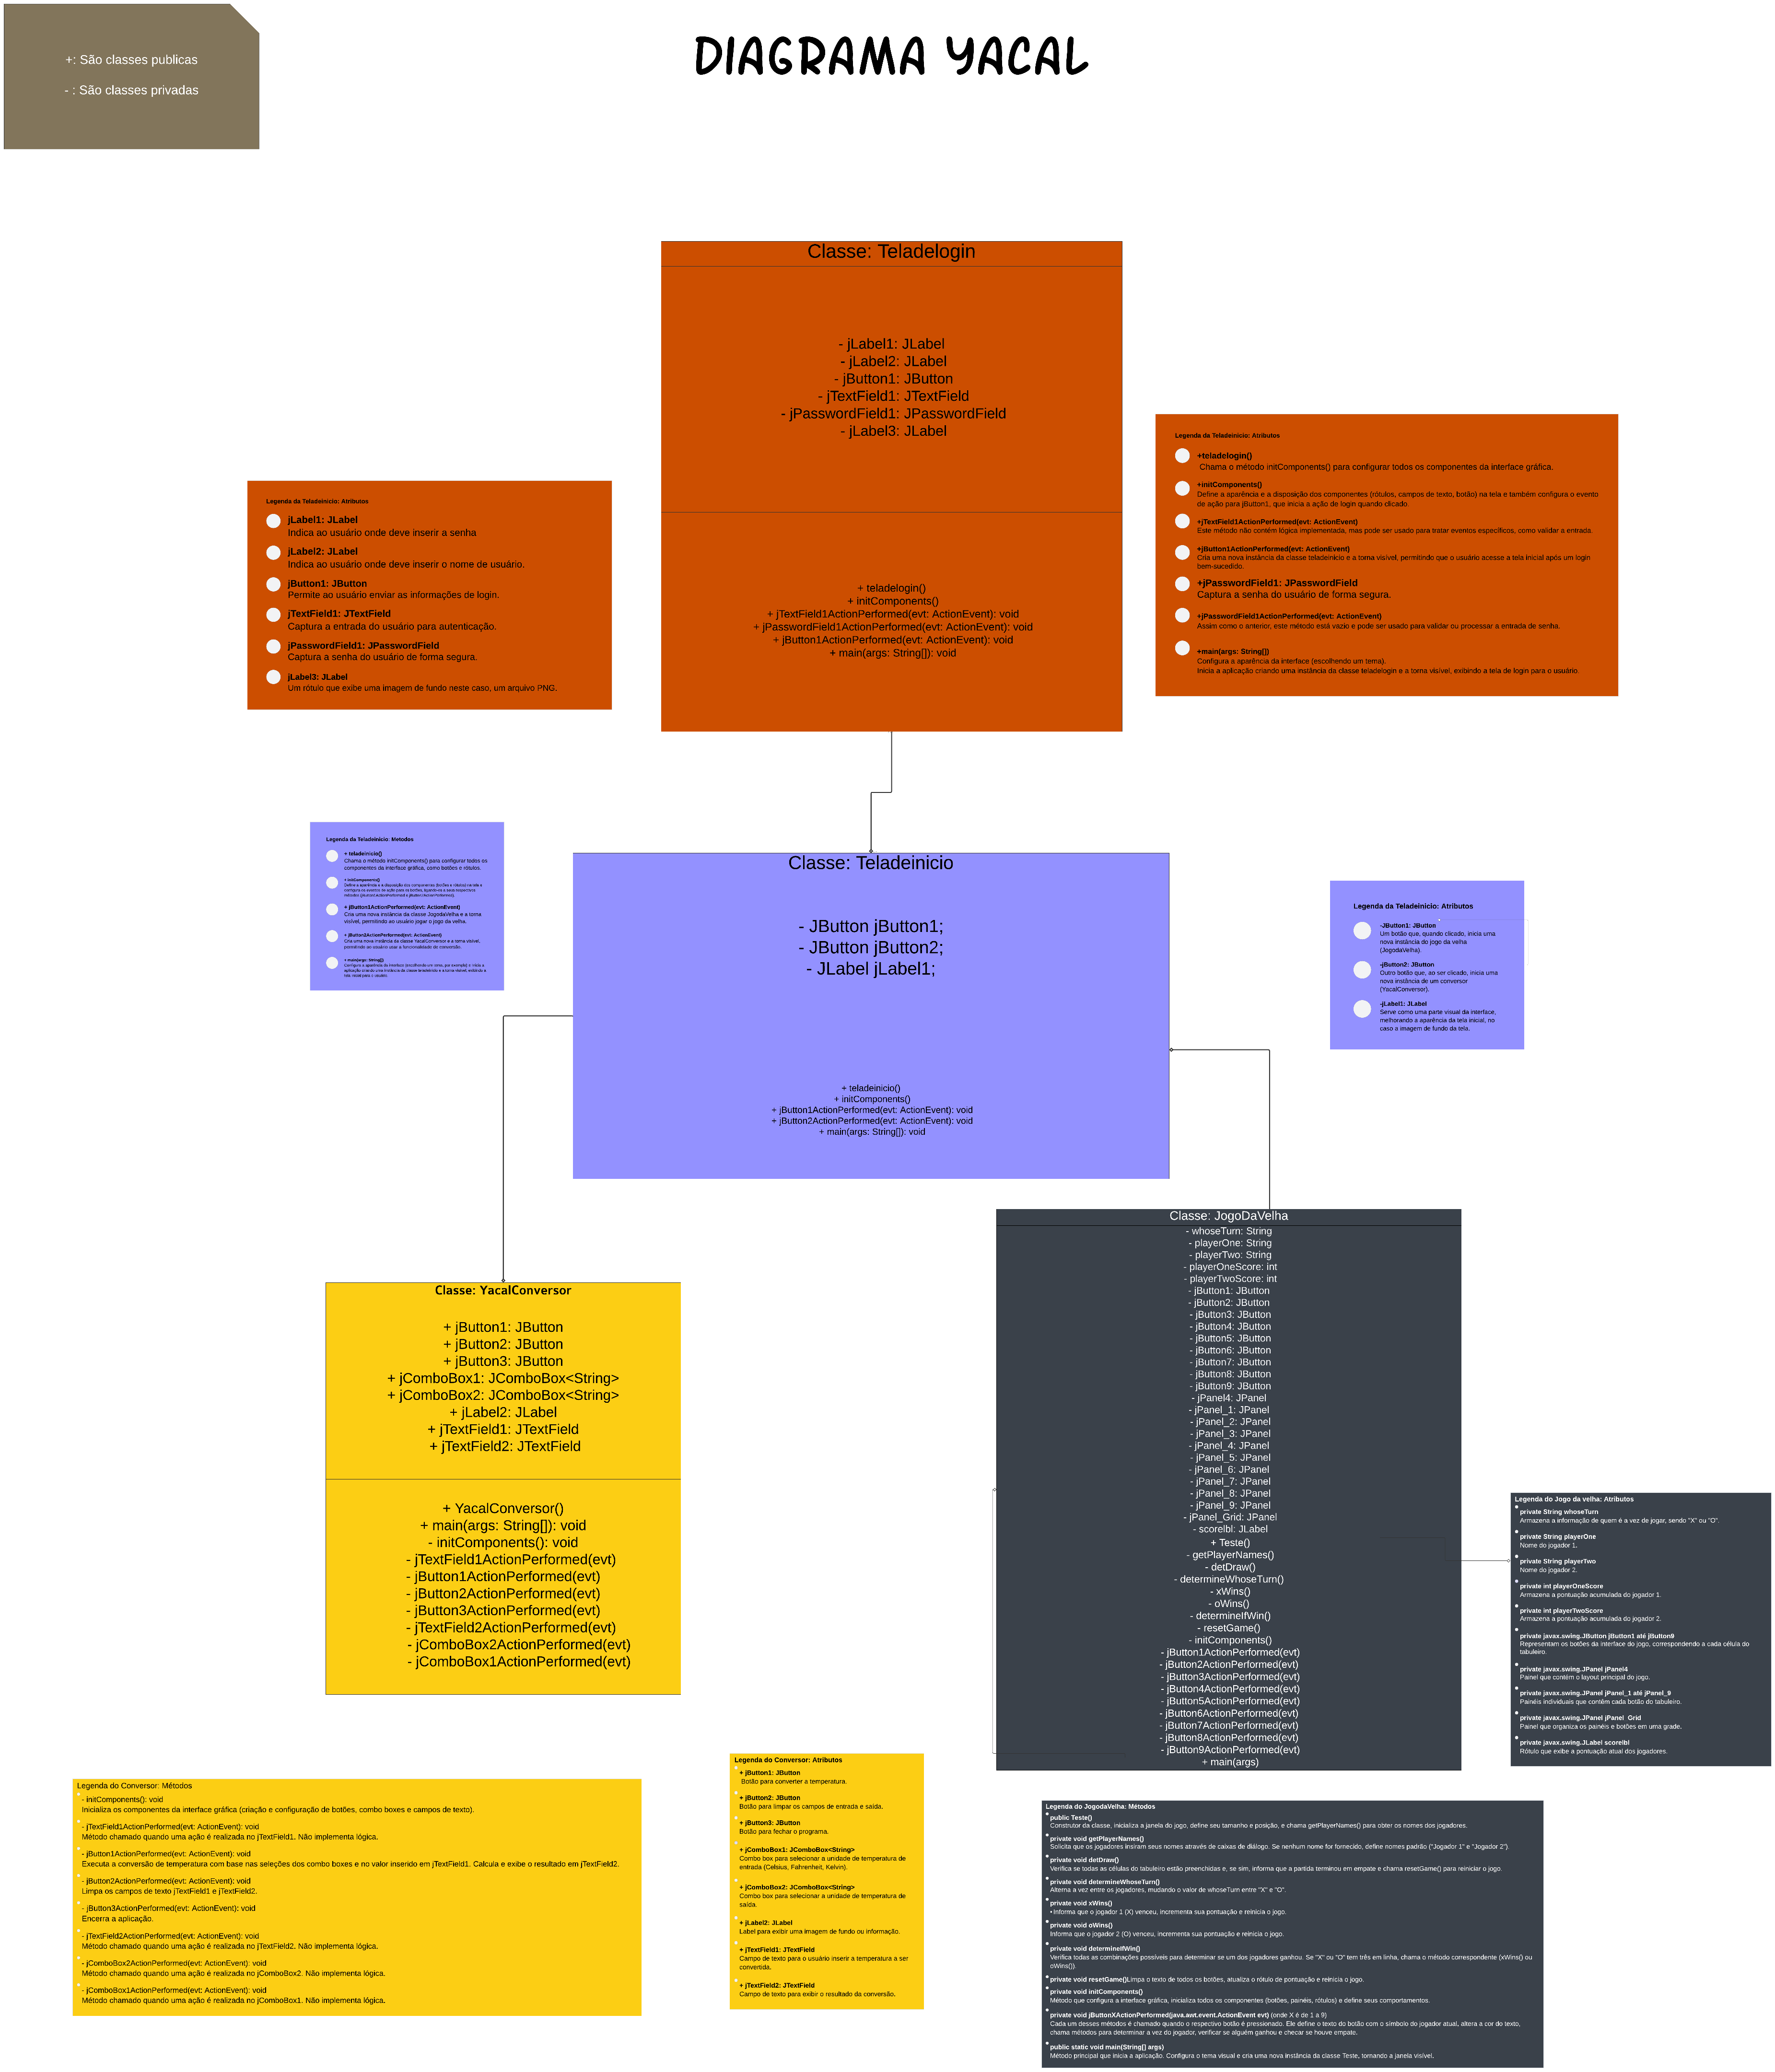 +: São classes publicas
- : São classes privadas
DIAGRAMA YACAL
Classe: Teladelogin
- jLabel1: JLabel
- jLabel2: JLabel
- jButton1: JButton
- jTextField1: JTextField
- jPasswordField1: JPasswordField
- jLabel3: JLabel
+ teladelogin()
+ initComponents()
+ jTextField1ActionPerformed(evt: ActionEvent): void
+ jPasswordField1ActionPerformed(evt: ActionEvent): void
+ jButton1ActionPerformed(evt: ActionEvent): void
+ main(args: String[]): void
Legenda da Teladeinicio: Atributos
jLabel1: JLabel
Indica ao usuário onde deve inserir a senha
jLabel2: JLabel
Indica ao usuário onde deve inserir o nome de usuário.
jButton1: JButton
Permite ao usuário enviar as informações de login.
jTextField1: JTextField
Captura a entrada do usuário para autenticação.
jPasswordField1: JPasswordField
Captura a senha do usuário de forma segura.
jLabel3: JLabel
Um rótulo que exibe uma imagem de fundo neste caso, um arquivo PNG.
Legenda da Teladeinicio: Atributos
+teladelogin()
Chama o método initComponents() para configurar todos os componentes da interface gráfica.
+initComponents()
Define a aparência e a disposição dos componentes (rótulos, campos de texto, botão) na tela e também configura o evento
de ação para jButton1, que inicia a ação de login quando clicado.
+jTextField1ActionPerformed(evt: ActionEvent)
Este método não contém lógica implementada, mas pode ser usado para tratar eventos específicos, como validar a entrada.
+jButton1ActionPerformed(evt: ActionEvent)
Cria uma nova instância da classe teladeinicio e a torna visível, permitindo que o usuário acesse a tela inicial após um login
bem-sucedido.
+jPasswordField1: JPasswordField
Captura a senha do usuário de forma segura.
+jPasswordField1ActionPerformed(evt: ActionEvent)
Assim como o anterior, este método está vazio e pode ser usado para validar ou processar a entrada de senha.
+main(args: String[])
Configura a aparência da interface (escolhendo um tema).
Inicia a aplicação criando uma instância da classe teladelogin e a torna visível, exibindo a tela de login para o usuário.
Legenda da Teladeinicio: Metodos
+ teladeinicio()
Chama o método initComponents() para configurar todos os
componentes da interface gráfica, como botões e rótulos.
+ initComponents()
Define a aparência e a disposição dos componentes (botões e rótulos) na tela e
configura os eventos de ação para os botões, ligando-os a seus respectivos
métodos (jButton1ActionPerformed e jButton2ActionPerformed).
+ jButton1ActionPerformed(evt: ActionEvent)
Cria uma nova instância da classe JogodaVelha e a torna
visível, permitindo ao usuário jogar o jogo da velha.
+ jButton2ActionPerformed(evt: ActionEvent)
Cria uma nova instância da classe YacalConversor e a torna visível,
permitindo ao usuário usar a funcionalidade de conversão.
+ main(args: String[])
Configura a aparência da interface (escolhendo um tema, por exemplo) e inicia a
aplicação criando uma instância da classe teladeinicio e a torna visível, exibindo a
tela inicial para o usuário.
Classe: Teladeinicio
- JButton jButton1;
- JButton jButton2;
- JLabel jLabel1;
+ teladeinicio()
+ initComponents()
+ jButton1ActionPerformed(evt: ActionEvent): void
+ jButton2ActionPerformed(evt: ActionEvent): void
+ main(args: String[]): void
Legenda da Teladeinicio: Atributos
-JButton1: JButton
Um botão que, quando clicado, inicia uma
nova instância do jogo da velha
(JogodaVelha).
-jButton2: JButton
Outro botão que, ao ser clicado, inicia uma
nova instância de um conversor
(YacalConversor).
-jLabel1: JLabel
Serve como uma parte visual da interface,
melhorando a aparência da tela inicial, no
caso a imagem de fundo da tela.
Classe: YacalConversor
+ jButton1: JButton
+ jButton2: JButton
+ jButton3: JButton
+ jComboBox1: JComboBox<String>
+ jComboBox2: JComboBox<String>
+ jLabel2: JLabel
+ jTextField1: JTextField
+ jTextField2: JTextField
+ YacalConversor()
+ main(args: String[]): void
- initComponents(): void
- jTextField1ActionPerformed(evt)
- jButton1ActionPerformed(evt)
- jButton2ActionPerformed(evt)
- jButton3ActionPerformed(evt)
- jTextField2ActionPerformed(evt)
- jComboBox2ActionPerformed(evt)
- jComboBox1ActionPerformed(evt)
Classe: JogoDaVelha
- whoseTurn: String
- playerOne: String
- playerTwo: String
- playerOneScore: int
- playerTwoScore: int
- jButton1: JButton
- jButton2: JButton
- jButton3: JButton
- jButton4: JButton
- jButton5: JButton
- jButton6: JButton
- jButton7: JButton
- jButton8: JButton
- jButton9: JButton
- jPanel4: JPanel
- jPanel_1: JPanel
- jPanel_2: JPanel
- jPanel_3: JPanel
- jPanel_4: JPanel
- jPanel_5: JPanel
- jPanel_6: JPanel
- jPanel_7: JPanel
- jPanel_8: JPanel
- jPanel_9: JPanel
- jPanel_Grid: JPanel
- scorelbl: JLabel
+ Teste()
- getPlayerNames()
- detDraw()
- determineWhoseTurn()
- xWins()
- oWins()
- determineIfWin()
- resetGame()
- initComponents()
- jButton1ActionPerformed(evt)
- jButton2ActionPerformed(evt)
- jButton3ActionPerformed(evt)
- jButton4ActionPerformed(evt)
- jButton5ActionPerformed(evt)
- jButton6ActionPerformed(evt)
- jButton7ActionPerformed(evt)
- jButton8ActionPerformed(evt)
- jButton9ActionPerformed(evt)
+ main(args)
Legenda do Jogo da velha: Atributos
private String whoseTurn
Armazena a informação de quem é a vez de jogar, sendo "X" ou "O".
private String playerOne
Nome do jogador 1.
private String playerTwo
Nome do jogador 2.
private int playerOneScore
Armazena a pontuação acumulada do jogador 1.
private int playerTwoScore
Armazena a pontuação acumulada do jogador 2.
private javax.swing.JButton jButton1 até jButton9
Representam os botões da interface do jogo, correspondendo a cada célula do
tabuleiro.
private javax.swing.JPanel jPanel4
Painel que contém o layout principal do jogo.
private javax.swing.JPanel jPanel_1 até jPanel_9
Painéis individuais que contêm cada botão do tabuleiro.
private javax.swing.JPanel jPanel_Grid
Painel que organiza os painéis e botões em uma grade.
private javax.swing.JLabel scorelbl
Rótulo que exibe a pontuação atual dos jogadores.
Legenda do Conversor: Métodos
- initComponents(): void
Inicializa os componentes da interface gráfica (criação e configuração de botões, combo boxes e campos de texto).
- jTextField1ActionPerformed(evt: ActionEvent): void
Método chamado quando uma ação é realizada no jTextField1. Não implementa lógica.
- jButton1ActionPerformed(evt: ActionEvent): void
Executa a conversão de temperatura com base nas seleções dos combo boxes e no valor inserido em jTextField1. Calcula e exibe o resultado em jTextField2.
- jButton2ActionPerformed(evt: ActionEvent): void
Limpa os campos de texto jTextField1 e jTextField2.
- jButton3ActionPerformed(evt: ActionEvent): void
Encerra a aplicação.
- jTextField2ActionPerformed(evt: ActionEvent): void
Método chamado quando uma ação é realizada no jTextField2. Não implementa lógica.
- jComboBox2ActionPerformed(evt: ActionEvent): void
Método chamado quando uma ação é realizada no jComboBox2. Não implementa lógica.
- jComboBox1ActionPerformed(evt: ActionEvent): void
Método chamado quando uma ação é realizada no jComboBox1. Não implementa lógica.
Legenda do Conversor: Atributos
+ jButton1: JButton
Botão para converter a temperatura.
+ jButton2: JButton
Botão para limpar os campos de entrada e saída.
+ jButton3: JButton
Botão para fechar o programa.
+ jComboBox1: JComboBox<String>
Combo box para selecionar a unidade de temperatura de
entrada (Celsius, Fahrenheit, Kelvin).
+ jComboBox2: JComboBox<String>
Combo box para selecionar a unidade de temperatura de
saída.
+ jLabel2: JLabel
Label para exibir uma imagem de fundo ou informação.
+ jTextField1: JTextField
Campo de texto para o usuário inserir a temperatura a ser
convertida.
+ jTextField2: JTextField
Campo de texto para exibir o resultado da conversão.
Legenda do JogodaVelha: Métodos
public Teste()
Construtor da classe, inicializa a janela do jogo, define seu tamanho e posição, e chama getPlayerNames() para obter os nomes dos jogadores.
private void getPlayerNames()
Solicita que os jogadores insiram seus nomes através de caixas de diálogo. Se nenhum nome for fornecido, define nomes padrão ("Jogador 1" e "Jogador 2").
private void detDraw()
Verifica se todas as células do tabuleiro estão preenchidas e, se sim, informa que a partida terminou em empate e chama resetGame() para reiniciar o jogo.
private void determineWhoseTurn()
Alterna a vez entre os jogadores, mudando o valor de whoseTurn entre "X" e "O".
private void xWins()
• Informa que o jogador 1 (X) venceu, incrementa sua pontuação e reinicia o jogo.
private void oWins()
Informa que o jogador 2 (O) venceu, incrementa sua pontuação e reinicia o jogo.
private void determineIfWin()
Verifica todas as combinações possíveis para determinar se um dos jogadores ganhou. Se "X" ou "O" tem três em linha, chama o método correspondente (xWins() ou
oWins()).
private void resetGame()Limpa o texto de todos os botões, atualiza o rótulo de pontuação e reinicia o jogo.
private void initComponents()
Método que configura a interface gráfica, inicializa todos os componentes (botões, painéis, rótulos) e define seus comportamentos.
private void jButtonXActionPerformed(java.awt.event.ActionEvent evt) (onde X é de 1 a 9)
Cada um desses métodos é chamado quando o respectivo botão é pressionado. Ele define o texto do botão com o símbolo do jogador atual, altera a cor do texto,
chama métodos para determinar a vez do jogador, verificar se alguém ganhou e checar se houve empate.
public static void main(String[] args)
Método principal que inicia a aplicação. Configura o tema visual e cria uma nova instância da classe Teste, tornando a janela visível.